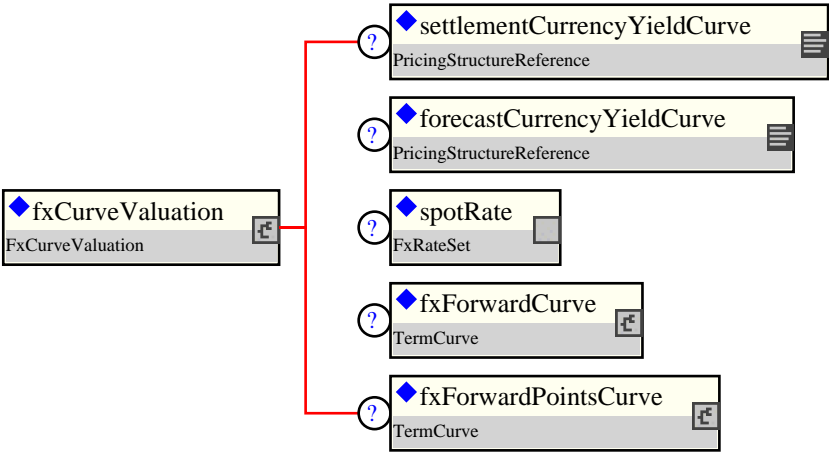 ?
settlementCurrencyYieldCurve
PricingStructureReference
?
forecastCurrencyYieldCurve
PricingStructureReference
fxCurveValuation
FxCurveValuation
?
spotRate
FxRateSet
?
fxForwardCurve
TermCurve
?
fxForwardPointsCurve
TermCurve